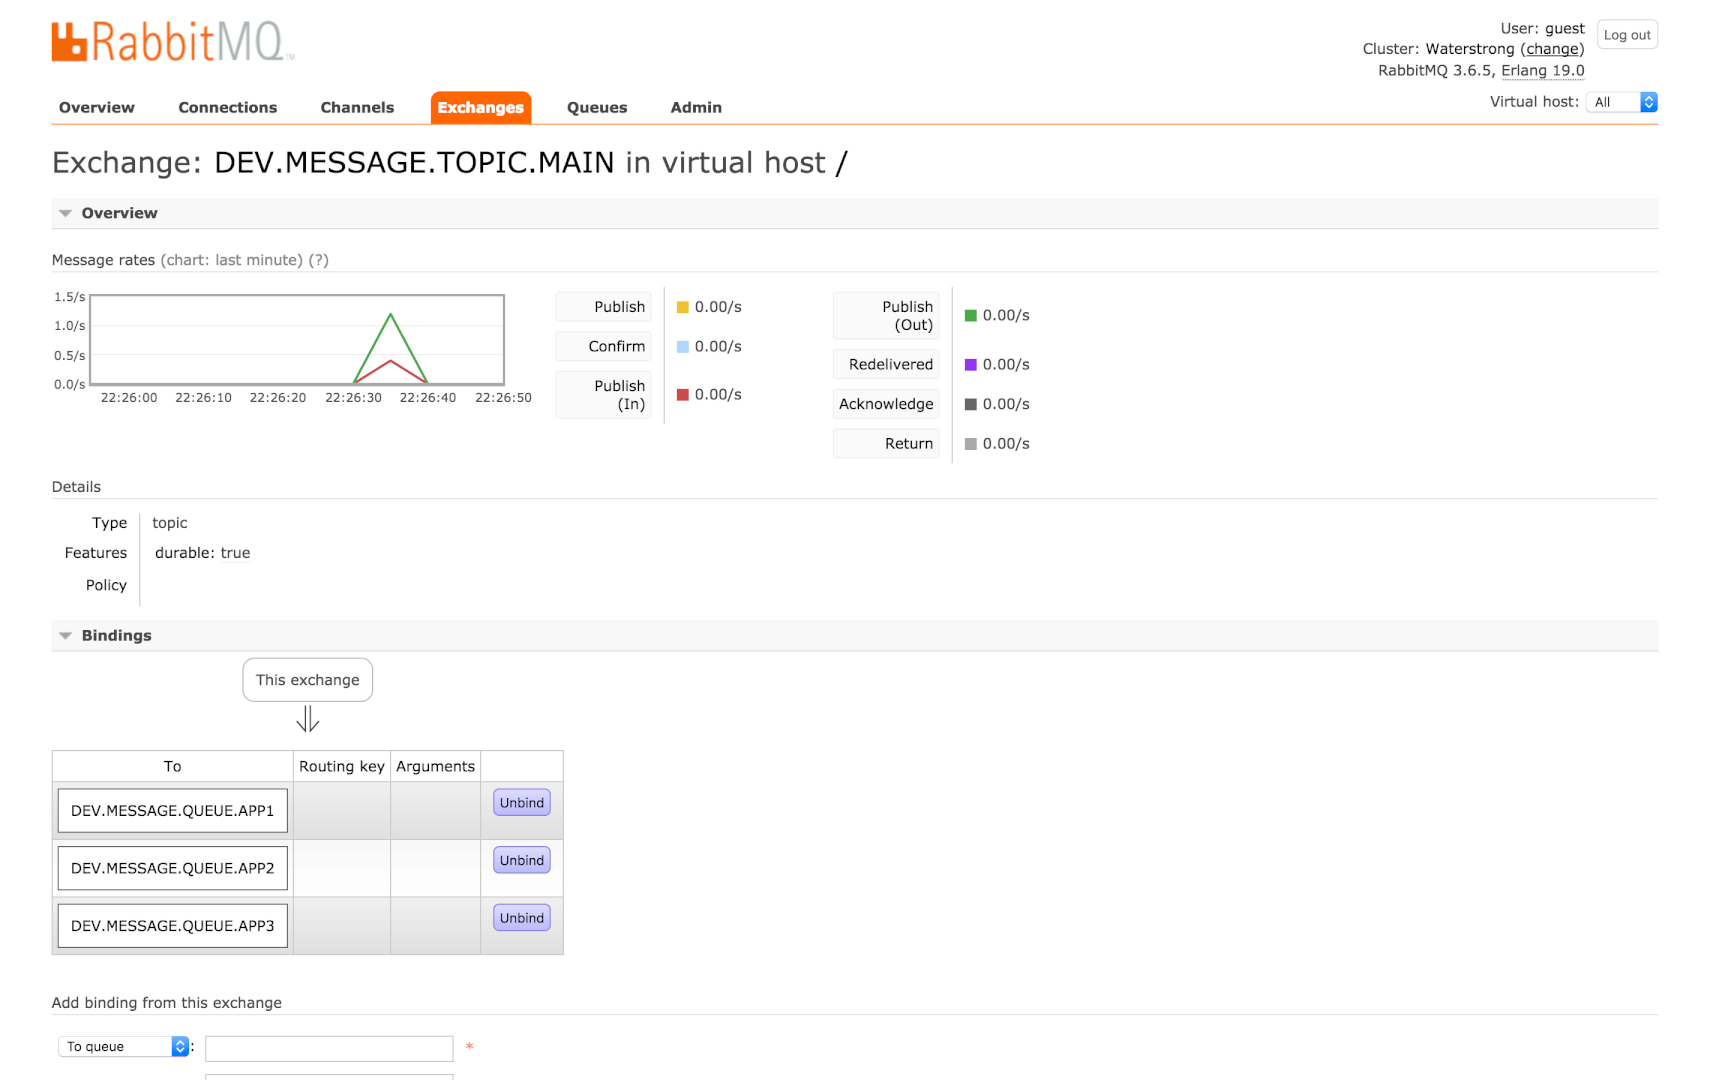 RabbitMQ™
User: guest
Log out
Cluster: Waterstrong (change)
RabbitMQ 3.6.5, Erlang 19.0
Virtual host: All
Overview Connections Channels Exchanges Queues Admin
Exchange: DEV.MESSAGE.TOPIC.MAIN in virtual host /
Overview
Message rates (chart: last minute) (?)
1.5/s
1.0/s
0.5/s
0.0/s
22:26:00 22:26:10 22:26:20 22:26:30 22:26:40 22:26:50
Publish 0.00/s
Confirm 0.00/s
Publish
(In) 0.00/s
Publish
(Out) 0.00/s
Redelivered 0.00/s
Acknowledge 0.00/s
Return 0.00/s
Details
Type topic
Features durable: true
Policy
Bindings
This exchange
To Routing key Arguments
DEV.MESSAGE.QUEUE.APP1 Unbind
DEV.MESSAGE.QUEUE.APP2 Unbind
DEV.MESSAGE.QUEUE.APP3 Unbind
Add binding from this exchange
To queue : *